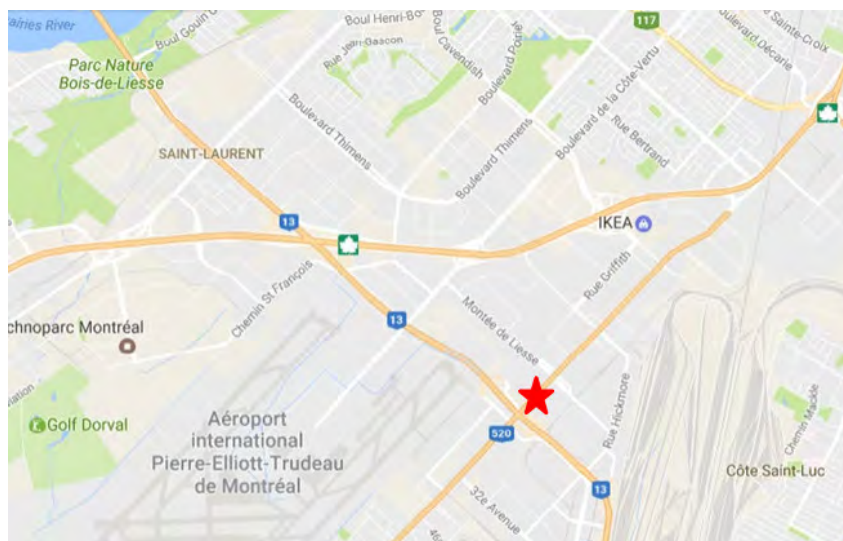 airies River
Boul Gouin O
Boul Henri-Bo
Rue Jean-Gascon
Boul Cavendish
Boulevard Poirier
117
Sainte-Croix
Boulevard Décarie
Parc Nature
Bois-de-Liesse
Boulevard Thimens
Boulevard de la Côte-Vertu
Rue Bertrand
SAINT-LAURENT
Boulevard Thimens
13
IKEA
Rue Griffith
Chemin St François
13
Montée de Liesse
chnoparc Montréal
Rue Hickmore
Chemin Mackle
viation
Golf Dorval
Aéroport
international
Pierre-Elliott-Trudeau
de Montréal
520
Côte Saint-Luc
13
32e Avenue
46e